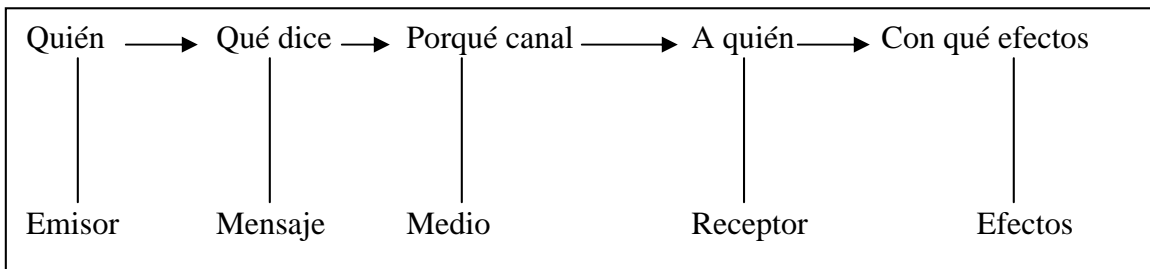 Quién Qué dice Porqué canal A quién Con qué efectos
Emisor Mensaje Medio Receptor Efectos